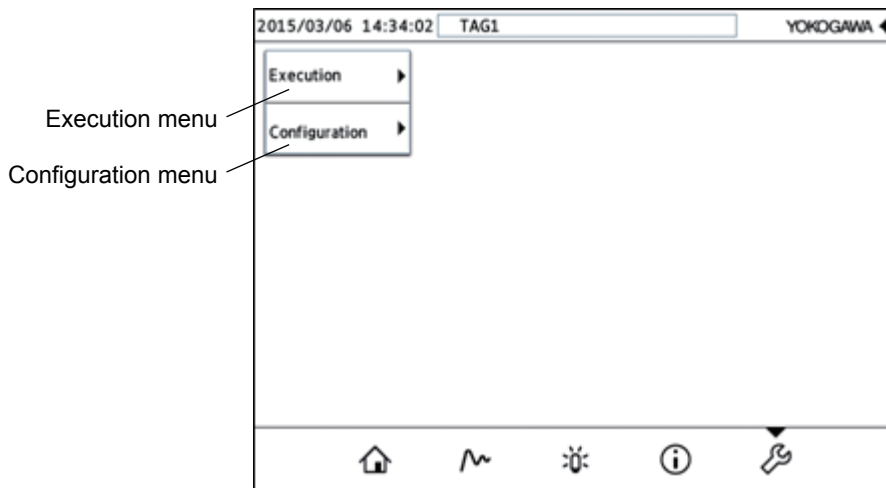 2015/03/06 14:34:02 TAG1 YOKOGAWA
Execution
Execution menu
Configuration
Configuration menu